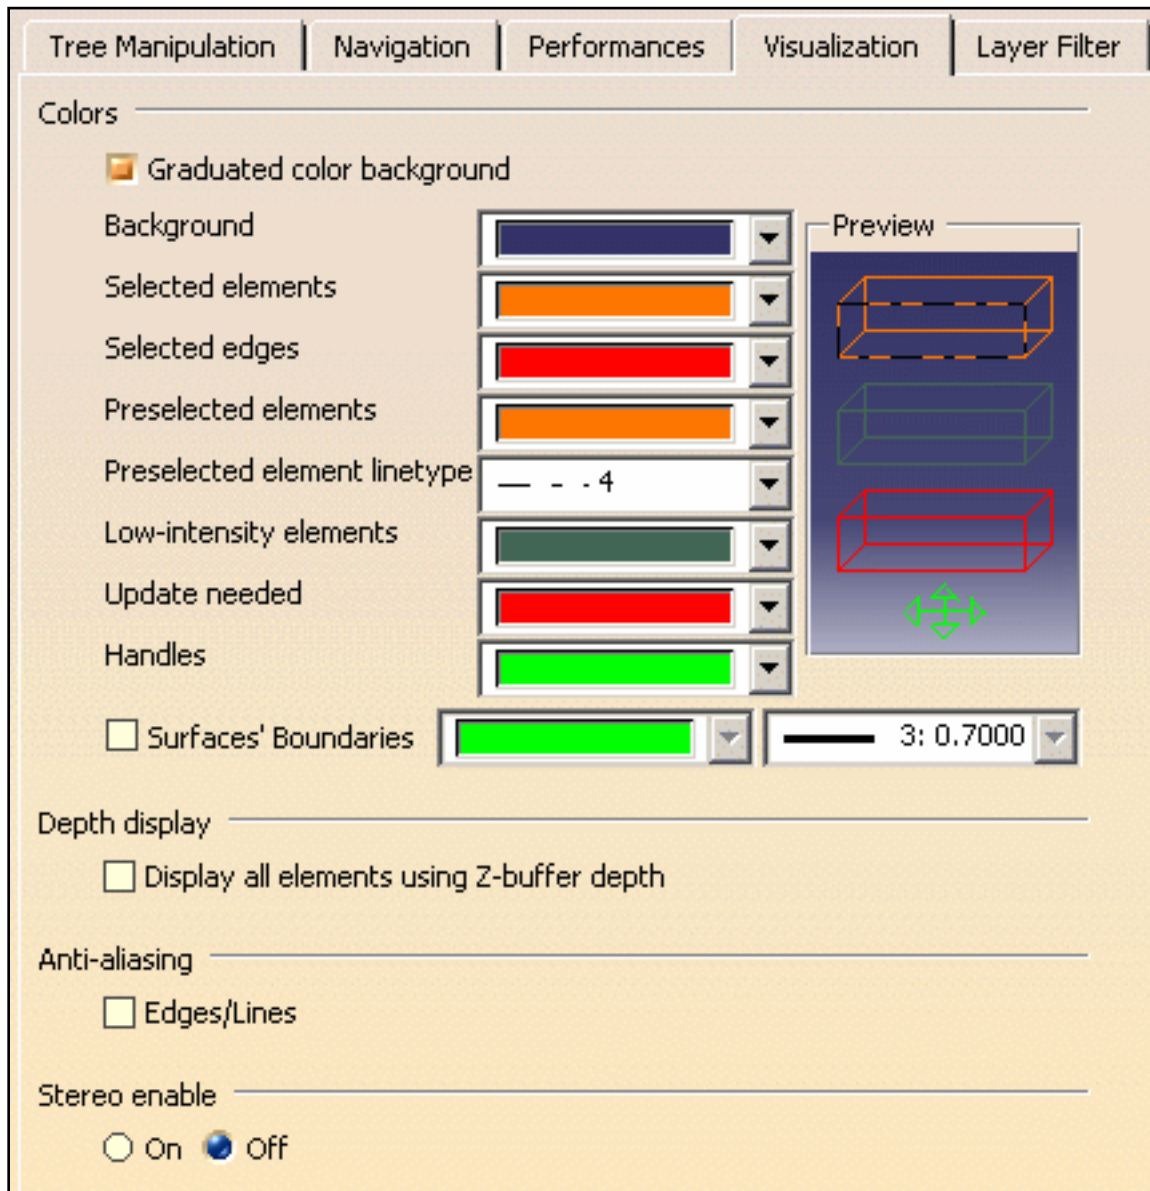 Tree Manipulation Navigation Performances Visualization Layer Filter
Colors
Graduated color background
Background
Preview
Selected elements
Selected edges
Preselected elements
Preselected element linetype 4
Low-intensity elements
Update needed
Handles
Surfaces' Boundaries 3: 0.7000
Depth display
Display all elements using Z-buffer depth
Anti-aliasing
Edges/Lines
Stereo enable
On Off